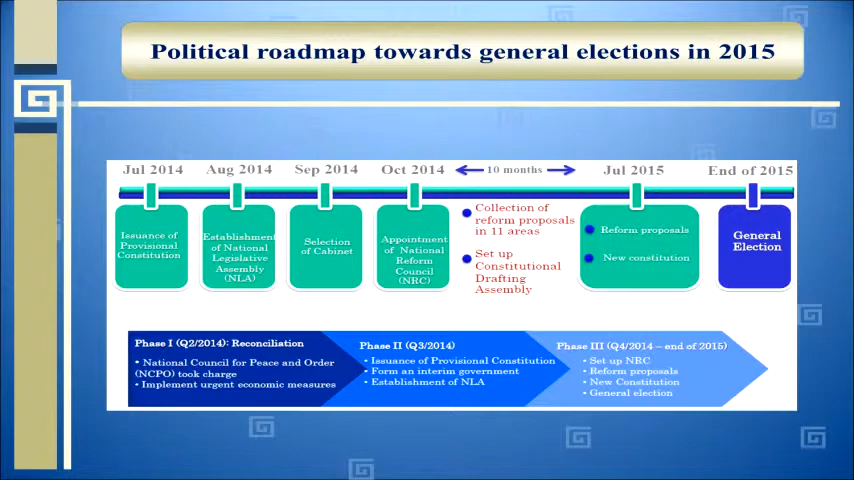 Political roadmap towards general elections in 2015
Jul 2014 Aug 2014 Sep 2014 Oct 2014 10 months Jul 2015 End of 2015
Issuance of
Provisional
Constitution
Establishment
of National
Legislative
Assembly
(NLA)
Selection
of Cabinet
Appointment
of National
Reform
Council
(NRC)
Collection of
reform proposals
in 11 areas
Set up
Constitutional
Drafting
Assembly
Reform proposals
New constitution
General
Election
Phase I (Q2/2014): Reconciliation
• National Council for Peace and Order
(NCPO) took charge
• Implement urgent economic measures
Phase II (Q3/2014)
• Issuance of Provisional Constitution
• Form an interim government
• Establishment of NLA
Phase III (Q4/2014 – end of 2015)
• Set up NRC
• Reform proposals
• New Constitution
• General election